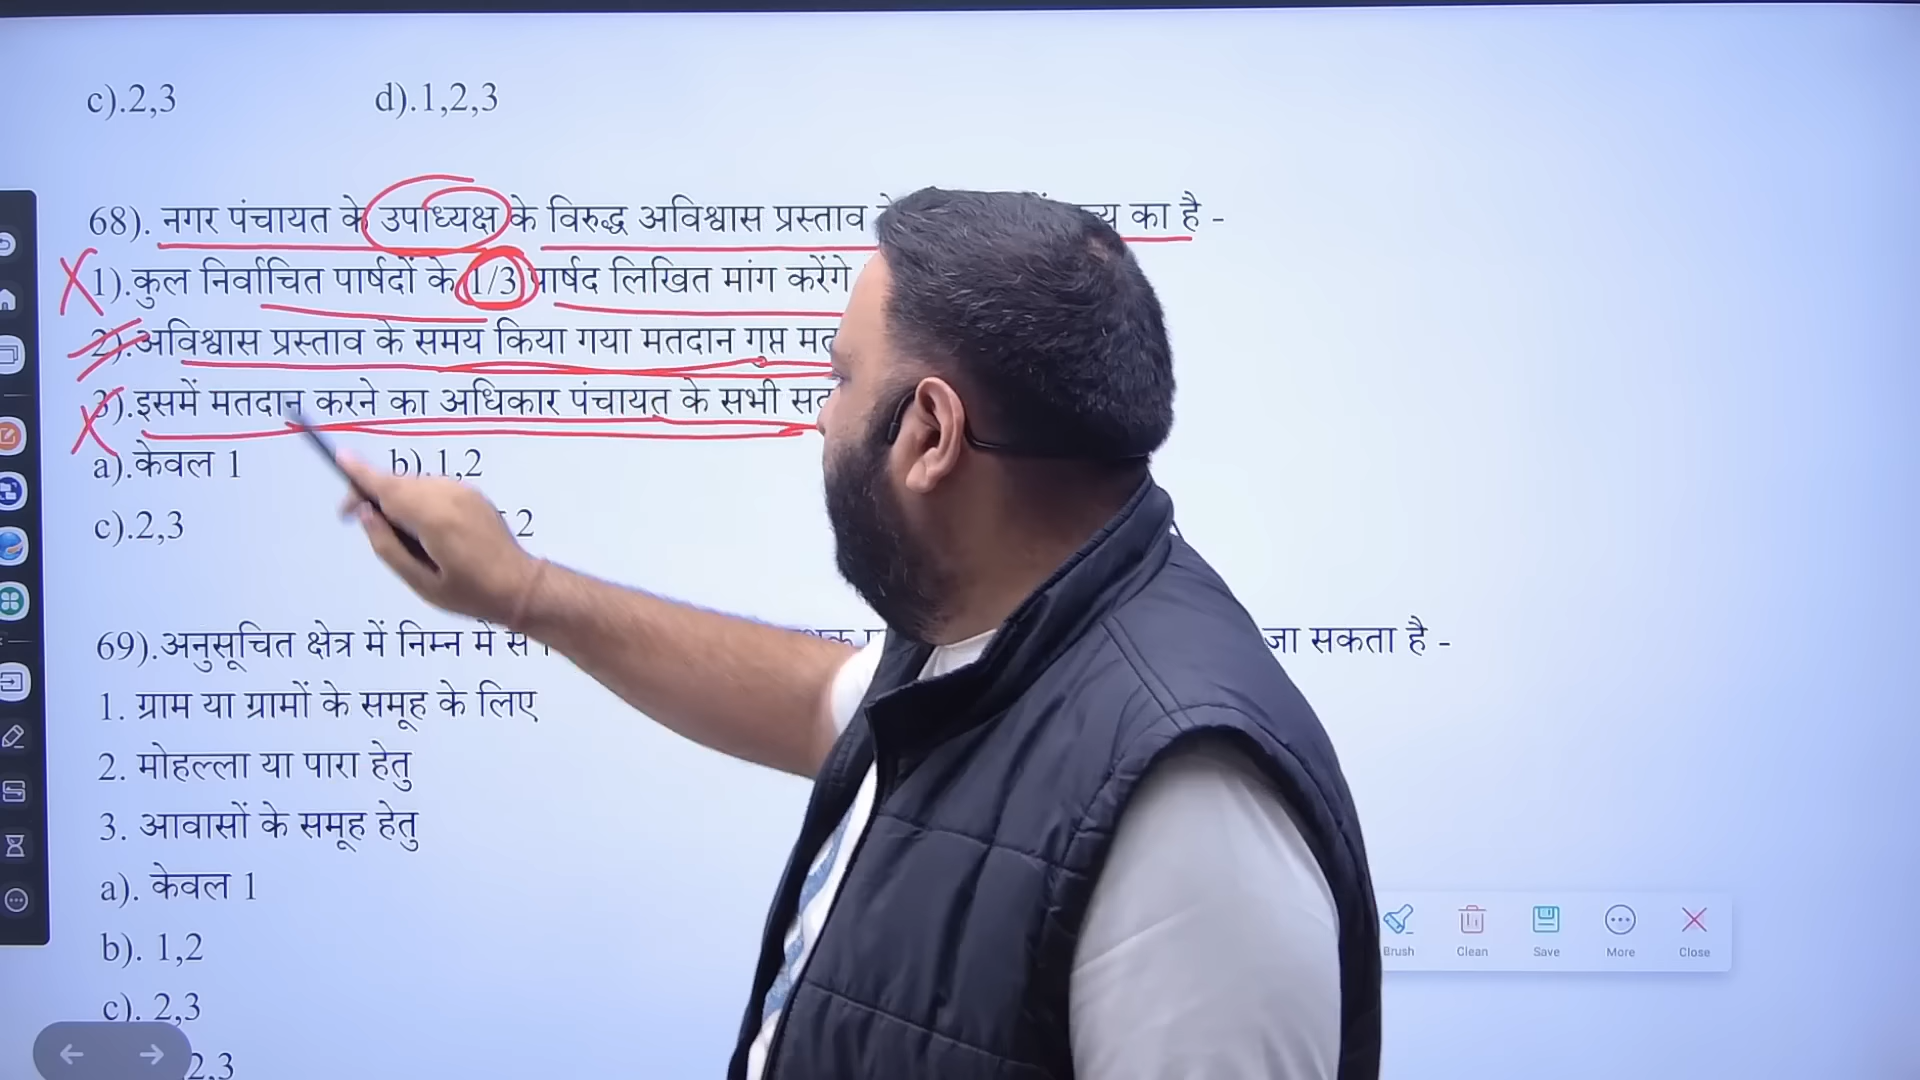 c).2,3 d).1,2,3
68). नगर पंचायत के उपाध्यक्ष के विरुद्ध अविश्वास प्रस्ताव का है -
1).कुल निर्वाचित पार्षदों के 1/3 पार्षद लिखित मांग करेंगे
2).अविश्वास प्रस्ताव के समय किया गया मतदान गुप्त
3).इसमें मतदान करने का अधिकार पंचायत के सभी
a).केवल 1 b).1,2
c).2,3 2
69).अनुसूचित क्षेत्र में निम्न में जा सकता है -
1. ग्राम या ग्रामों के समूह के लिए
2. मोहल्ला या पारा हेतु
3. आवासों के समूह हेतु
a). केवल 1
b). 1,2
c). 2,3
2,3
Brush Clean Save More Close